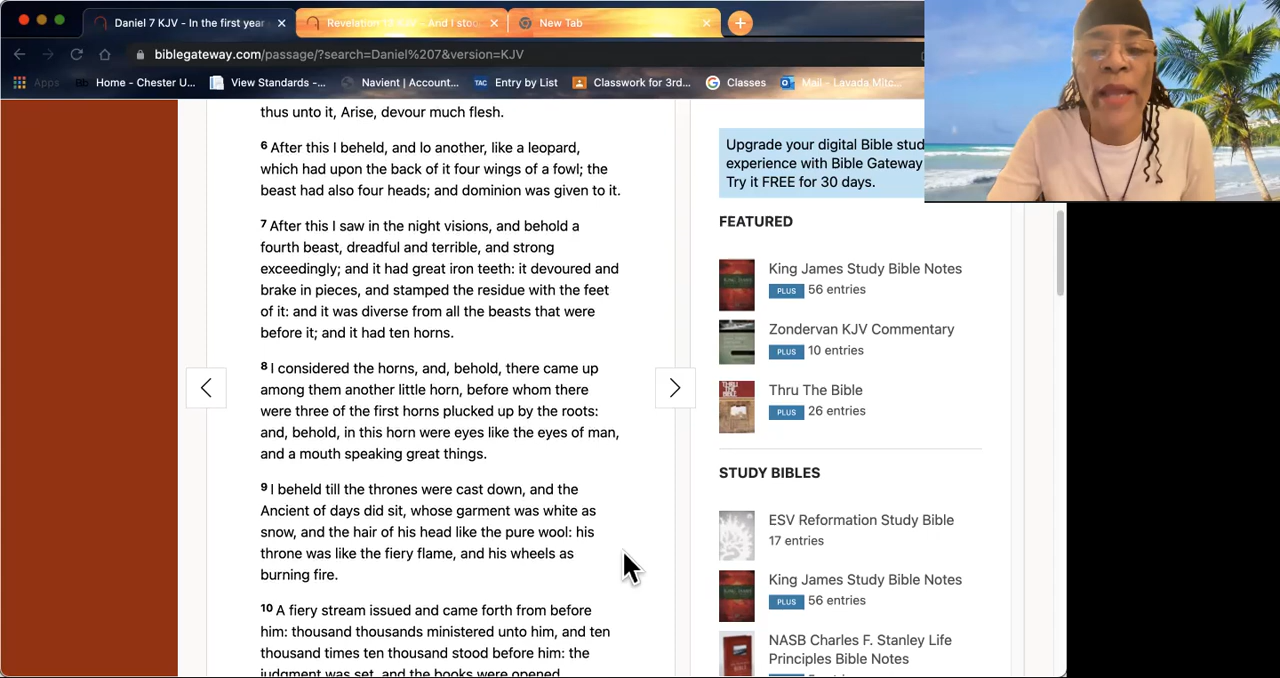 Daniel 7 KJV - In the first year
Revelation 13 KJV - And I stoo
New Tab
biblegateway.com/passage/?search=Daniel%207&version=KJV
Apps
Bb Home - Chester U...
View Standards -...
Navient | Account...
TAC Entry by List
Classwork for 3rd...
Classes
Mail - Lavada Mitc...
thus unto it, Arise, devour much flesh.
6 After this I beheld, and lo another, like a leopard,
which had upon the back of it four wings of a fowl; the
beast had also four heads; and dominion was given to it.
7 After this I saw in the night visions, and behold a
fourth beast, dreadful and terrible, and strong
exceedingly; and it had great iron teeth: it devoured and
brake in pieces, and stamped the residue with the feet
of it: and it was diverse from all the beasts that were
before it; and it had ten horns.
8 I considered the horns, and, behold, there came up
among them another little horn, before whom there
were three of the first horns plucked up by the roots:
and, behold, in this horn were eyes like the eyes of man,
and a mouth speaking great things.
9 I beheld till the thrones were cast down, and the
Ancient of days did sit, whose garment was white as
snow, and the hair of his head like the pure wool: his
throne was like the fiery flame, and his wheels as
burning fire.
10 A fiery stream issued and came forth from before
him: thousand thousands ministered unto him, and ten
thousand times ten thousand stood before him: the
judgment was set, and the books were opened
Upgrade your digital Bible stud
experience with Bible Gateway
Try it FREE for 30 days.
FEATURED
King James Study Bible Notes
PLUS 56 entries
Zondervan KJV Commentary
PLUS 10 entries
Thru The Bible
PLUS 26 entries
STUDY BIBLES
ESV Reformation Study Bible
17 entries
King James Study Bible Notes
PLUS 56 entries
NASB Charles F. Stanley Life
Principles Bible Notes